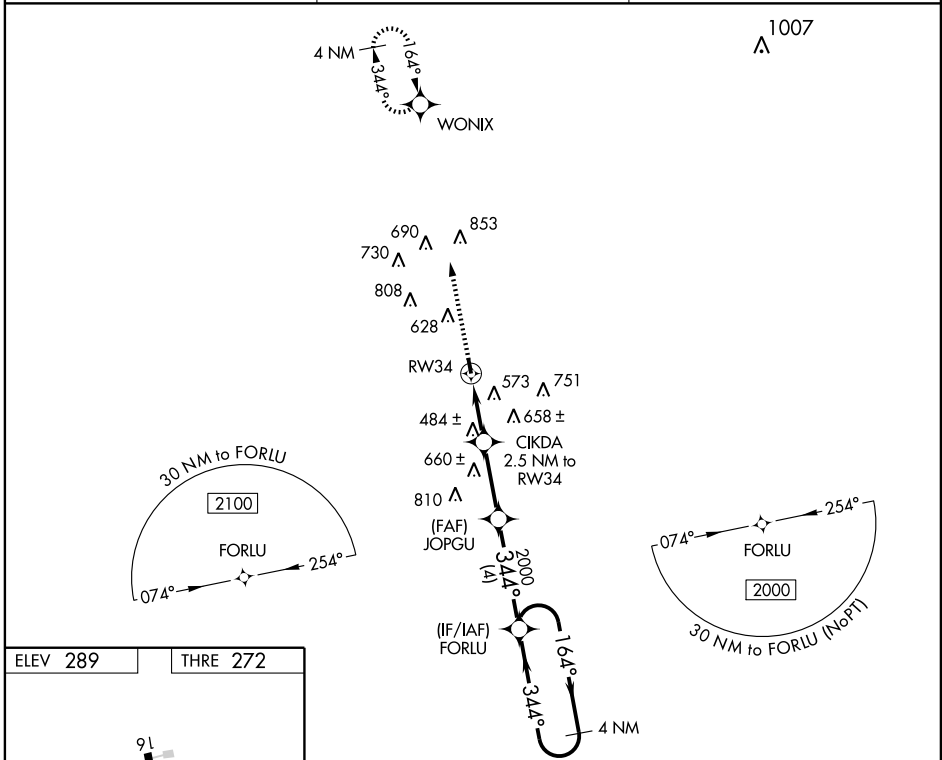 1007
4 NM
164°
344°
WONIX
690
853
730
808
628
RW34
573
751
484 ±
658 ±
CIKDA
2.5 NM to
RW34
660 ±
810
(FAF)
JOPGU
30 NM to FORLU
2100
FORLU
074°
254°
074°
254°
FORLU
2000
30 NM to FORLU (NoPT)
2000
344°
(4)
(IF/IAF)
FORLU
164°
344°
4 NM
ELEV 289
THRE 272
16